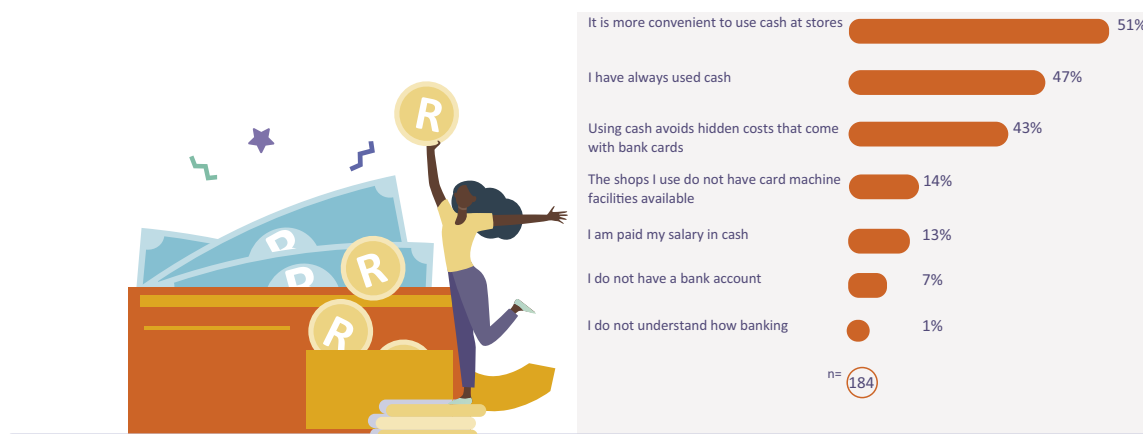 It is more convenient to use cash at stores 51%
I have always used cash 47%
Using cash avoids hidden costs that come 43%
with bank cards
The shops I use do not have card machine 14%
facilities available
I am paid my salary in cash 13%
I do not have a bank account 7%
I do not understand how banking 1%
n= 184
R
R
R
R
R